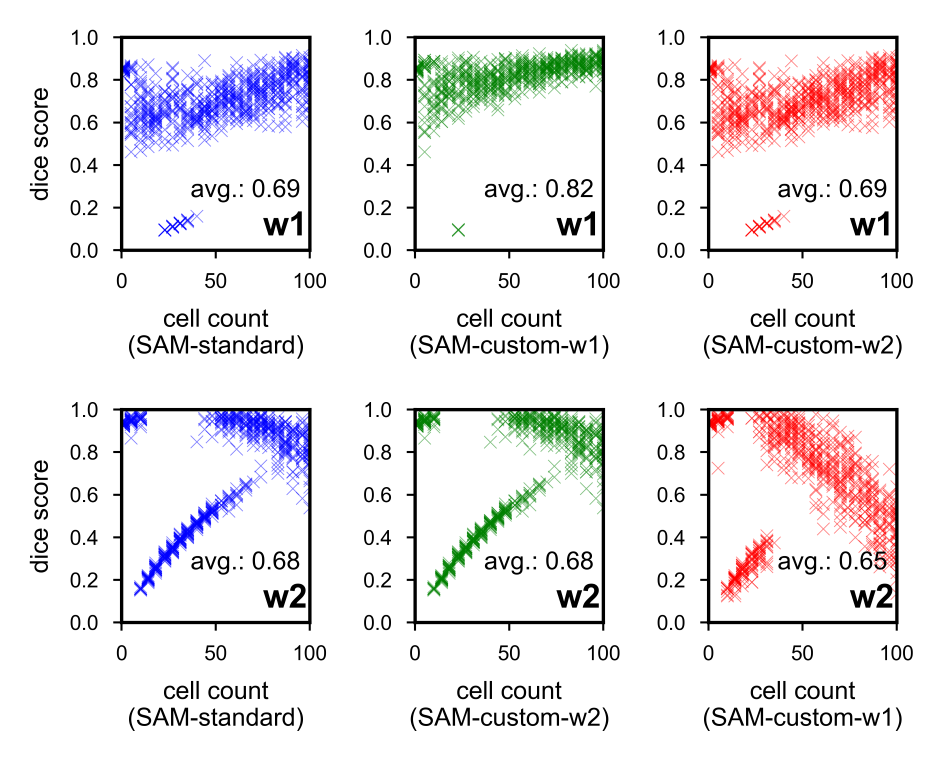 1.0 1.0 1.0
0.8 0.8 0.8
0.6 0.6 0.6
dice score
0.4 0.4 0.4
avg.: 0.69 avg.: 0.82 avg.: 0.69
0.2 0.2 0.2
w1 w1 w1
0.0 0.0 0.0
0 50 100 0 50 100 0 50 100
cell count cell count cell count
(SAM-standard) (SAM-custom-w1) (SAM-custom-w2)
1.0 1.0 1.0
0.8 0.8 0.8
0.6 0.6 0.6
dice score
0.4 0.4 0.4
avg.: 0.68 avg.: 0.68 avg.: 0.65
0.2 0.2 0.2
w2 w2 w2
0.0 0.0 0.0
0 50 100 0 50 100 0 50 100
cell count cell count cell count
(SAM-standard) (SAM-custom-w2) (SAM-custom-w1)